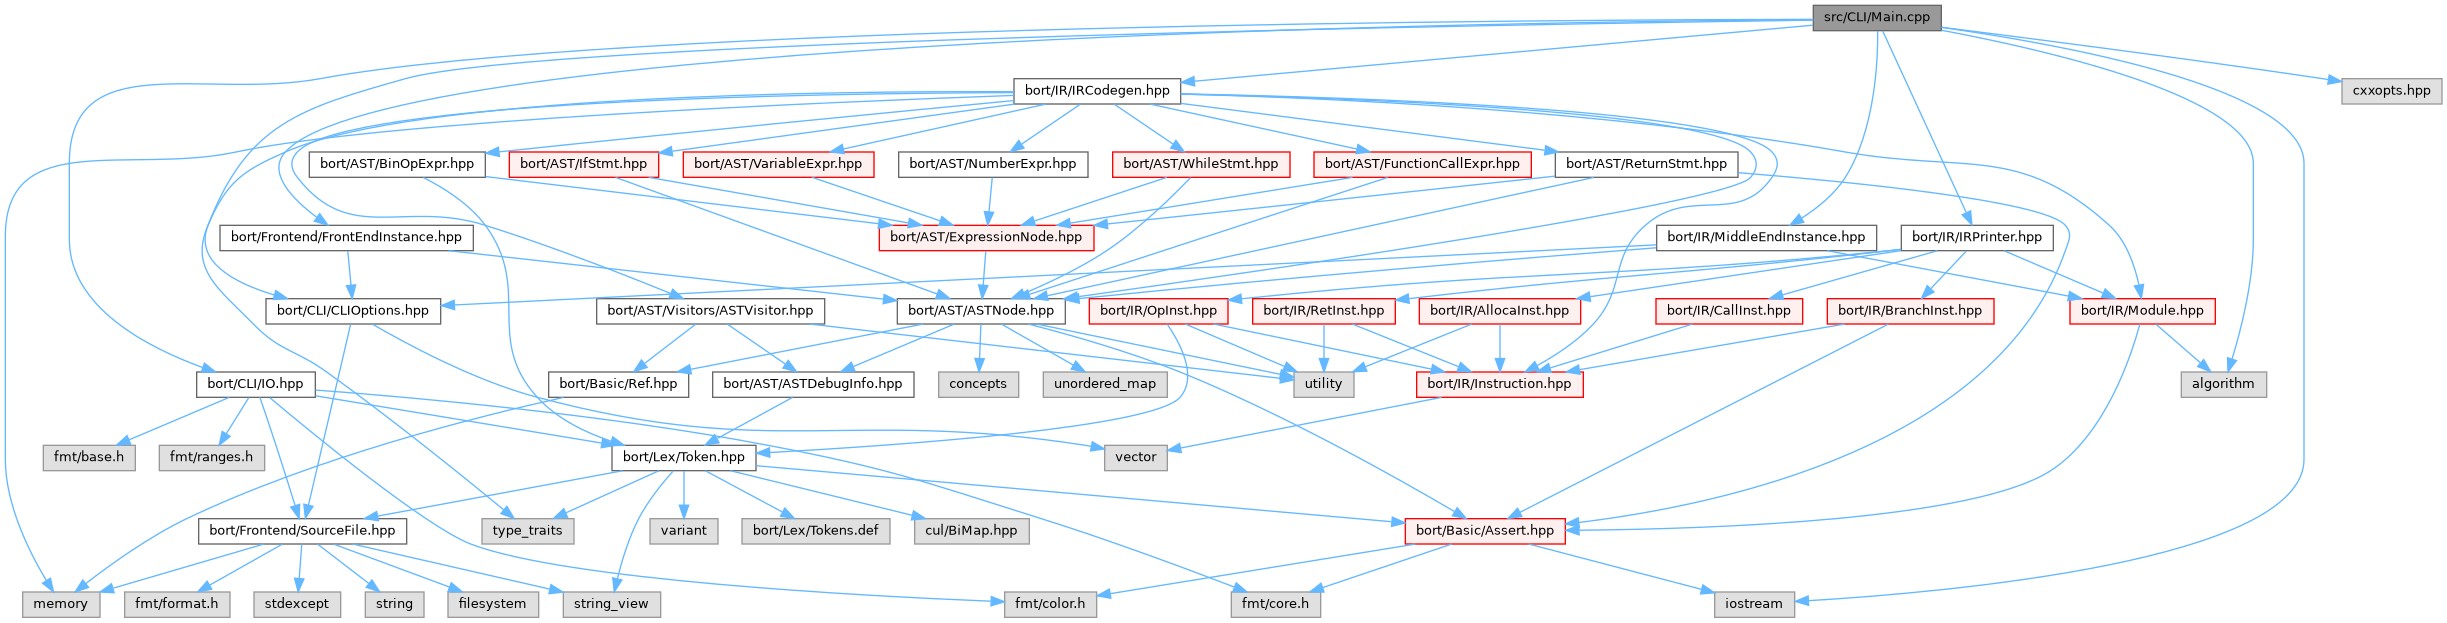 src/CLI/Main.cpp
bort/IR/IRCodegen.hpp
cxxopts.hpp
bort/AST/BinOpExpr.hpp
bort/AST/IfStmt.hpp
bort/AST/VariableExpr.hpp
bort/AST/NumberExpr.hpp
bort/AST/WhileStmt.hpp
bort/AST/FunctionCallExpr.hpp
bort/AST/ReturnStmt.hpp
bort/Frontend/FrontEndInstance.hpp
bort/AST/ExpressionNode.hpp
bort/IR/MiddleEndInstance.hpp
bort/IR/IRPrinter.hpp
bort/CLI/CLIOptions.hpp
bort/AST/Visitors/ASTVisitor.hpp
bort/AST/ASTNode.hpp
bort/IR/OpInst.hpp
bort/IR/RetInst.hpp
bort/IR/AllocaInst.hpp
bort/IR/CallInst.hpp
bort/IR/BranchInst.hpp
bort/IR/Module.hpp
bort/CLI/IO.hpp
bort/Basic/Ref.hpp
bort/AST/ASTDebugInfo.hpp
concepts
unordered_map
utility
bort/IR/Instruction.hpp
algorithm
fmt/base.h
fmt/ranges.h
bort/Lex/Token.hpp
vector
bort/Frontend/SourceFile.hpp
type_traits
variant
bort/Lex/Tokens.def
cul/BiMap.hpp
bort/Basic/Assert.hpp
memory
fmt/format.h
stdexcept
string
filesystem
string_view
fmt/color.h
fmt/core.h
iostream